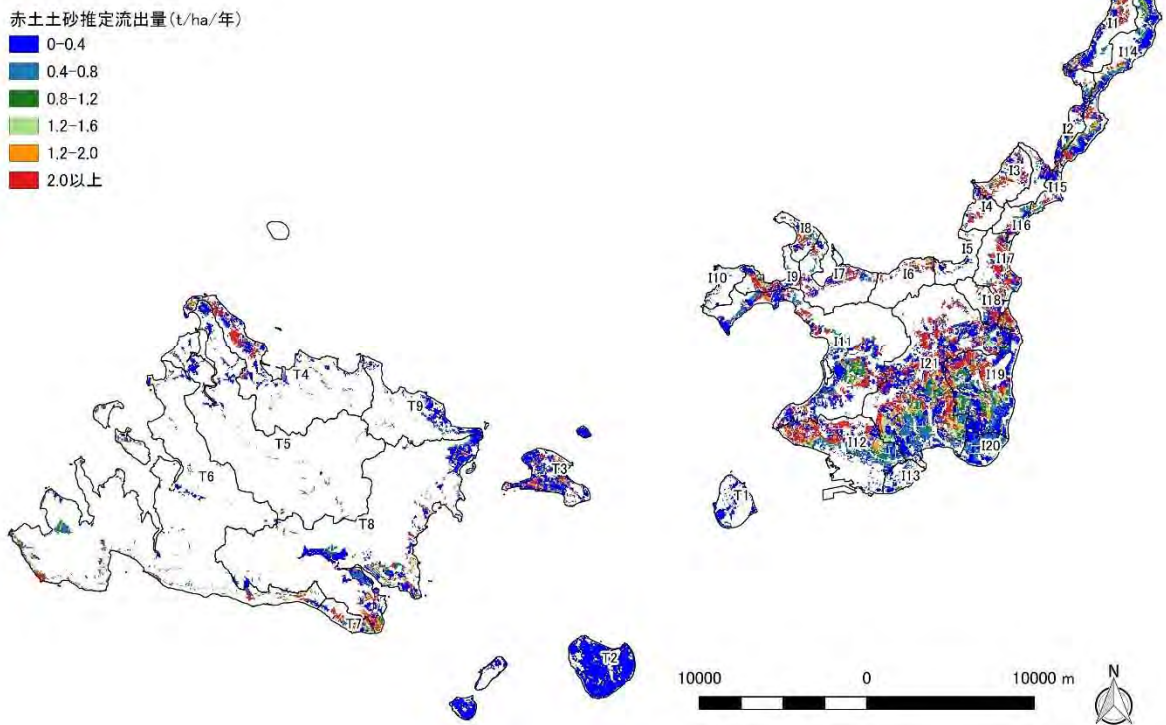 赤土土砂推定流出量(t/ha/年)
0-0.4
0.4-0.8
0.8-1.2
1.2-1.6
1.2-2.0
2.0以上
I1
I14
I2
I3
I15
I4
I16
I8
I5
I17
I10
I9
I7
I6
I18
I11
I21
I19
T4
T9
I12
I20
T5
T3
I13
T6
T1
T8
T7
T2
10000 0 10000 m
N